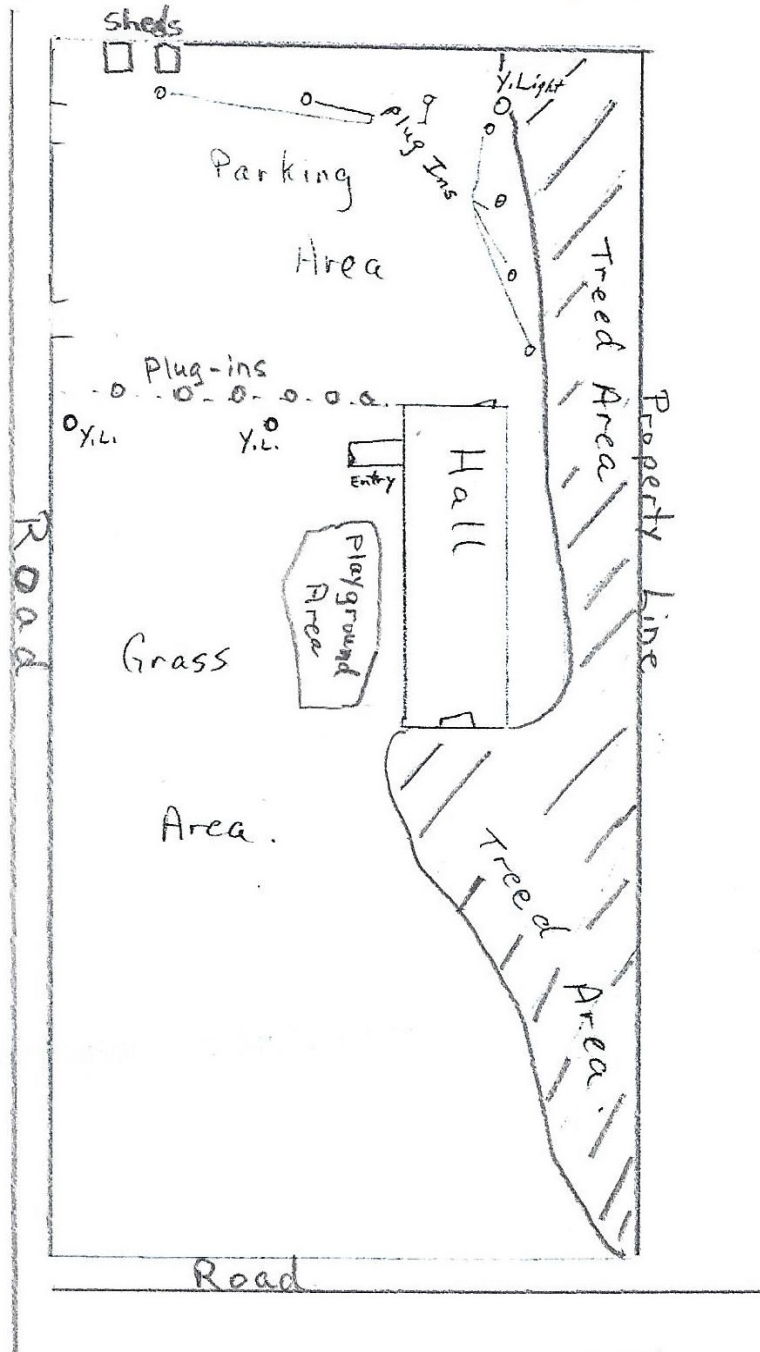 Sheds
Y. Light
9
Plug Ins
Parking
Area
Treed Area
Plug-ins
Y.L.
Y.L.
Property Line
Hall
Entry
Road
Playground
Area
Grass
Area.
Treed
Area.
Road